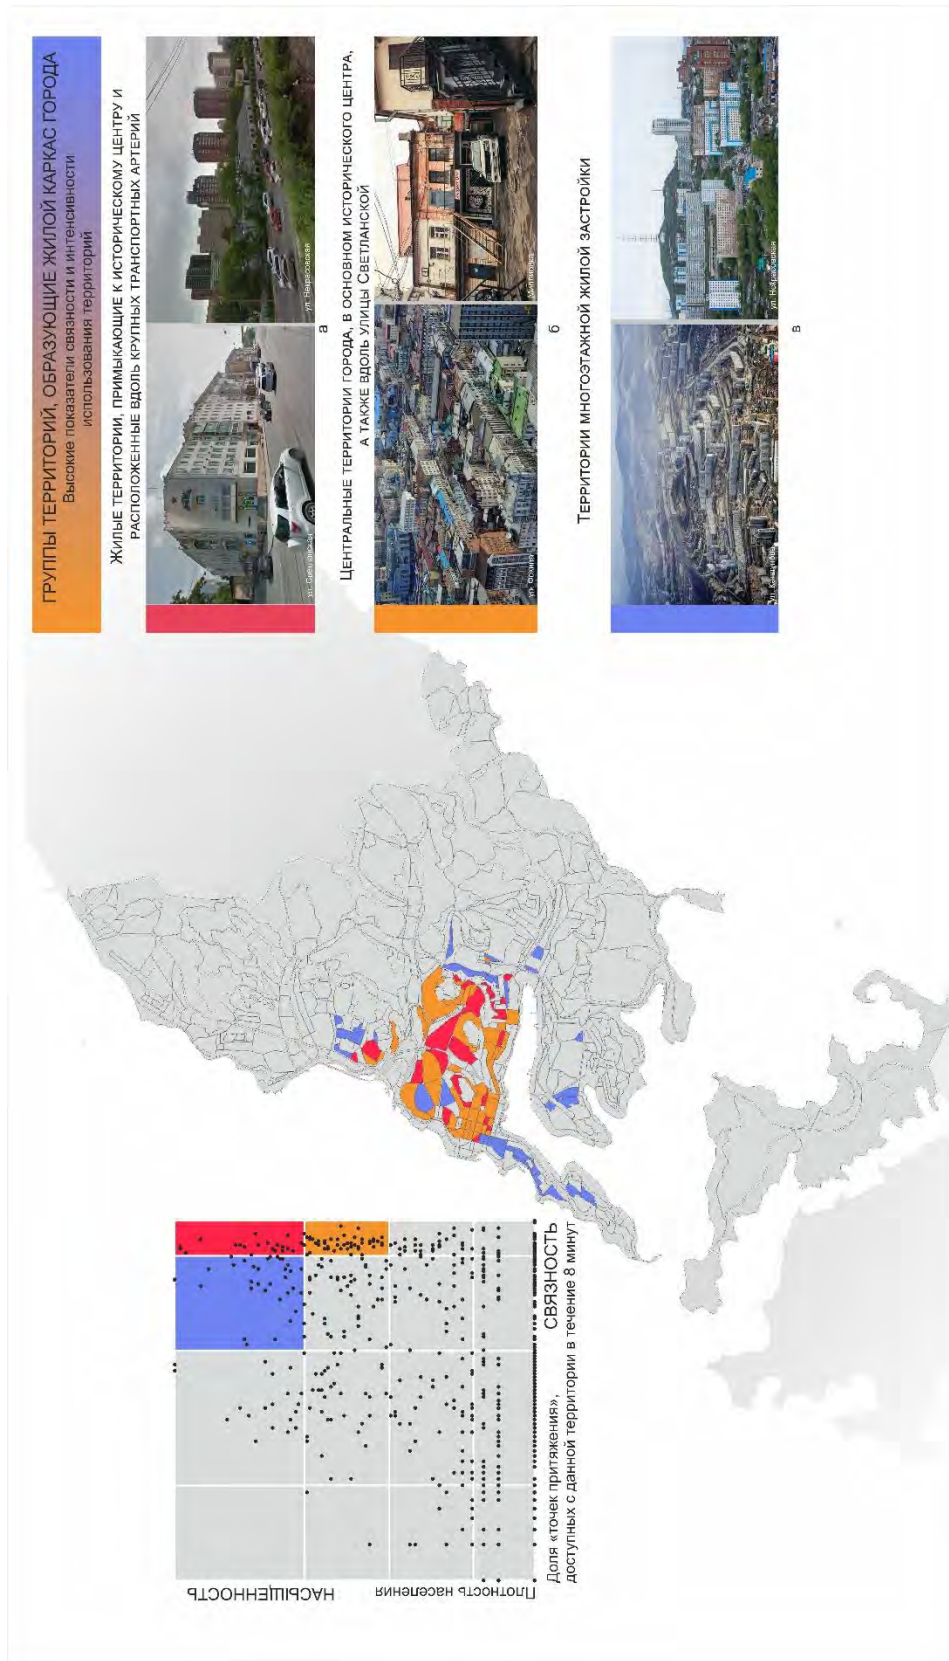 ГРУППЫ ТЕРРИТОРИЙ, ОБРАЗУЮЩИЕ ЖИЛОЙ КАРКАС ГОРОДА
Высокие показатели связности и интенсивности
использования территорий
Жилые территории, примыкающие к историческому центру и
расположенные вдоль крупных транспортных артерий
ул. Некрасовская
а
Центральные территории города, в основном исторического центра,
а также вдоль улицы Светланской
б
Территории многоэтажной жилой застройки
ул. Некрасовская
в
НАСЫЩЕННОСТЬ
Плотность населения
СВЯЗНОСТЬ
Доля «точек притяжения»,
доступных с данной территории в течение 8 минут